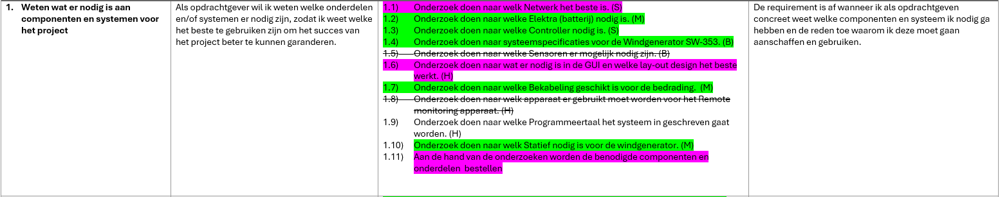 1. Weten wat er nodig is aan
componenten en systemen voor
het project
Als opdrachtgever wil ik weten welke onderdelen
en/of systemen er nodig zijn, zodat ik weet welke
het beste te gebruiken zijn om het succes van
het project beter te kunnen garanderen.
1.1) Onderzoek doen naar welk Netwerk het beste is. (S)
1.2) Onderzoek doen naar welke Elektra (batterij) nodig is. (M)
1.3) Onderzoek doen naar welke Controller nodig is. (S)
1.4) Onderzoek doen naar systeemspecificaties voor de Windgenerator SW-353. (B)
1.5) Onderzoek doen naar welke Sensoren er mogelijk nodig zijn. (B)
1.6) Onderzoek doen naar wat er nodig is in de GUI en welke lay-out design het beste
werkt. (H)
1.7) Onderzoek doen naar welke Bekabeling geschikt is voor de bedrading. (M)
1.8) Onderzoek doen naar welk apparaat er gebruikt moet worden voor het Remote
monitoring apparaat. (H)
1.9) Onderzoek doen naar welke Programmeertaal het systeem in geschreven gaat
worden. (H)
1.10) Onderzoek doen naar welk Statief nodig is voor de windgenerator. (M)
1.11) Aan de hand van de onderzoeken worden de benodigde componenten en
onderdelen bestellen
De requirement is af wanneer ik als opdrachtgeven
concreet weet welke componenten en systeem ik nodig ga
hebben en de reden toe waarom ik deze moet gaan
aanschaffen en gebruiken.